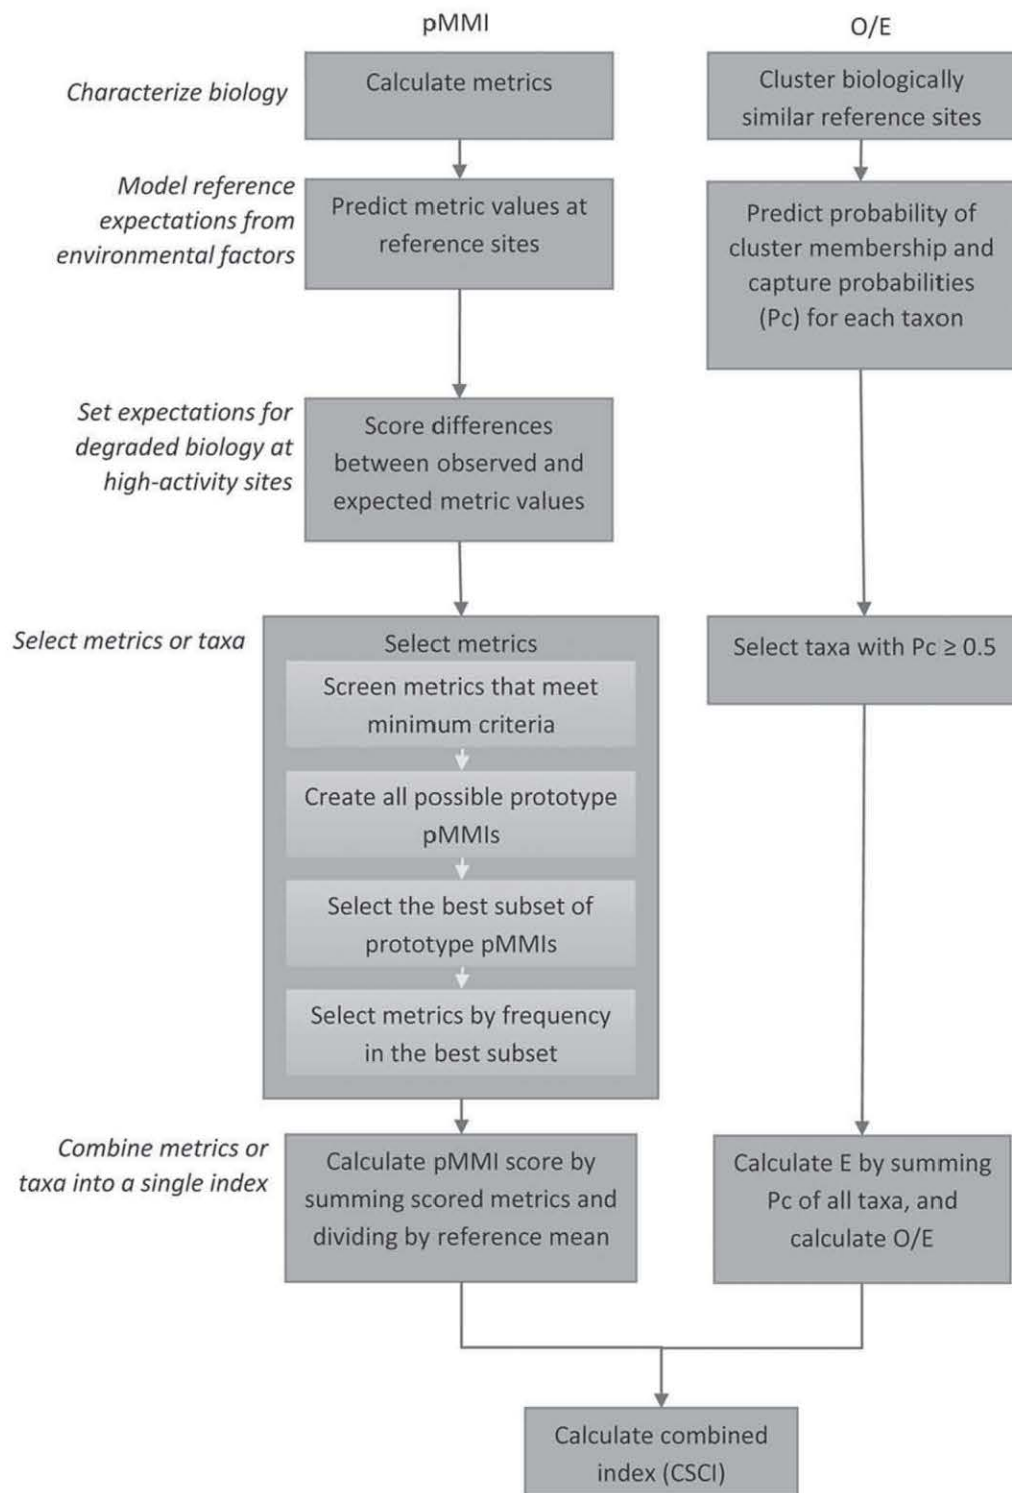 pMMI
O/E
Characterize biology
Calculate metrics
Cluster biologically
similar reference sites
Model reference
expectations from
environmental factors
Predict metric values at
reference sites
Predict probability of
cluster membership and
capture probabilities
(Pc) for each taxon
Set expectations for
degraded biology at
high-activity sites
Score differences
between observed and
expected metric values
Select metrics or taxa
Select metrics
Screen metrics that meet
minimum criteria
Create all possible prototype
pMMIs
Select the best subset of
prototype pMMIs
Select metrics by frequency
in the best subset
Select taxa with Pc ≥ 0.5
Combine metrics or
taxa into a single index
Calculate pMMI score by
summing scored metrics and
dividing by reference mean
Calculate E by summing
Pc of all taxa, and
calculate O/E
Calculate combined
index (CSCI)